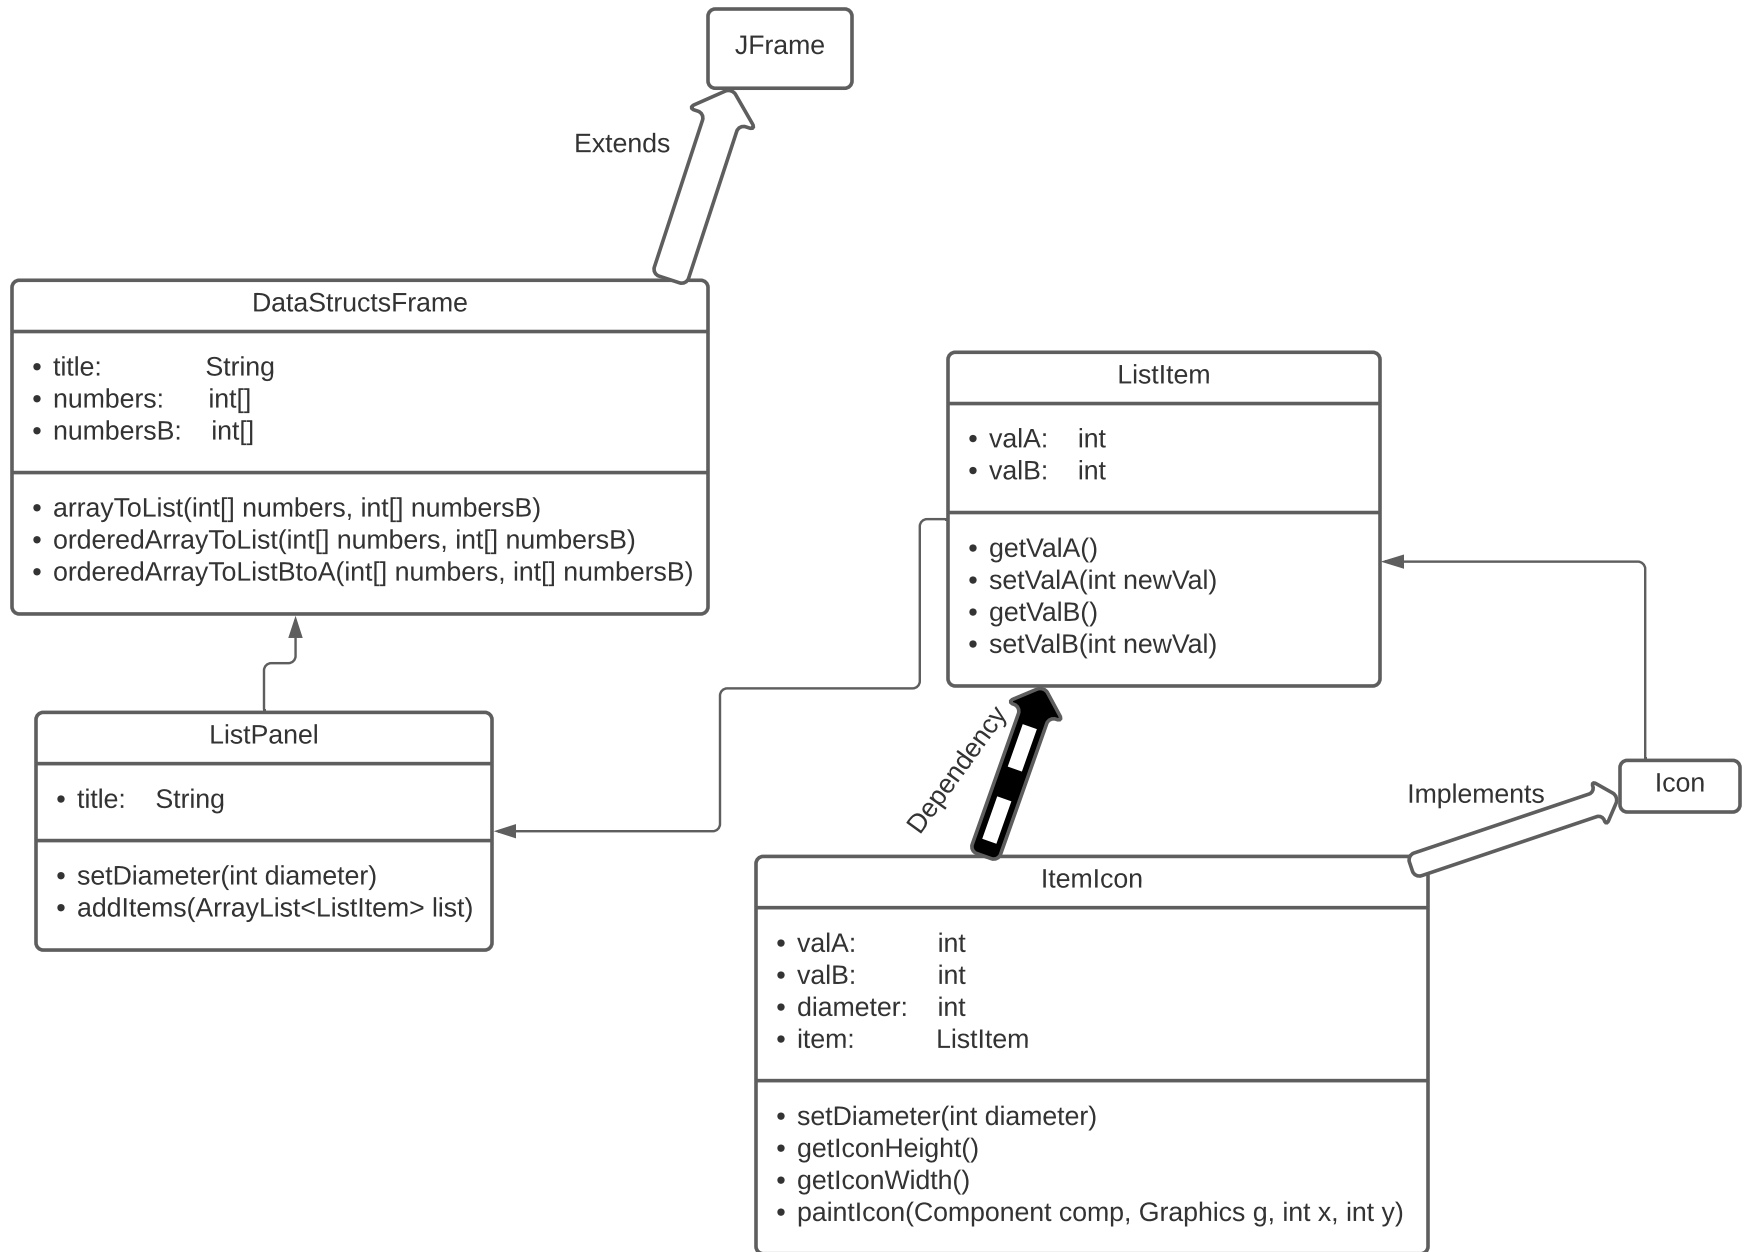 JFrame
Extends
DataStructsFrame
• title: String
• numbers: int[]
• numbersB: int[]
• arrayToList(int[] numbers, int[] numbersB)
• orderedArrayToList(int[] numbers, int[] numbersB)
• orderedArrayToListBtoA(int[] numbers, int[] numbersB)
ListItem
• valA: int
• valB: int
• getValA()
• setValA(int newVal)
• getValB()
• setValB(int newVal)
ListPanel
• title: String
• setDiameter(int diameter)
• addItems(ArrayList<ListItem> list)
Dependency
Implements
Icon
ItemIcon
• valA: int
• valB: int
• diameter: int
• item: ListItem
• setDiameter(int diameter)
• getIconHeight()
• getIconWidth()
• paintIcon(Component comp, Graphics g, int x, int y)